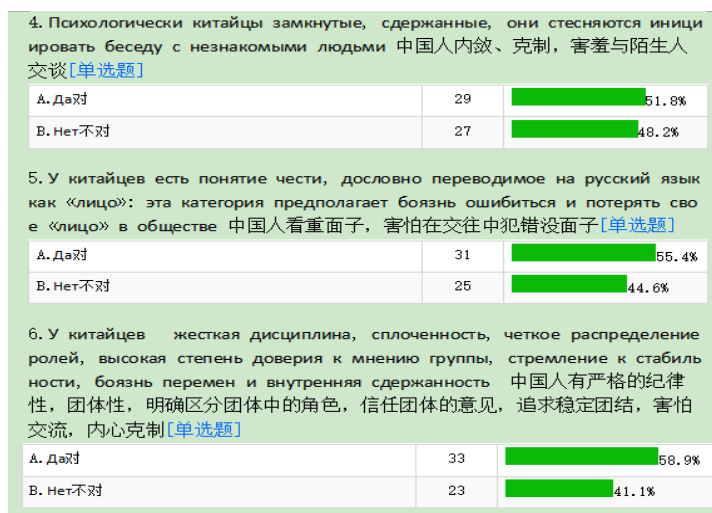 4. Психологически китайцы замкнутые, сдержанные, они стесняются иници
ировать беседу с незнакомыми людьми 中国人内敛、克制，害羞与陌生人
交谈[单选题]
A. Да对 29 51.8%
B. Нет不对 27 48.2%
5. У китайцев есть понятие чести, дословно переводимое на русский язык
как «лицо»: эта категория предполагает боязнь ошибиться и потерять сво
е «лицо» в обществе 中国人看重面子，害怕在交往中犯错没面子[单选题]
A. Да对 31 55.4%
B. Нет不对 25 44.6%
6. У китайцев жесткая дисциплина, сплоченность, четкое распределение
ролей, высокая степень доверия к мнению группы, стремление к стабиль
ности, боязнь перемен и внутренняя сдержанность 中国人有严格的纪律
性，团体性，明确区分团体中的角色，信任团体的意见，追求稳定团结，害怕
交流，内心克制[单选题]
A. Да对 33 58.9%
B. Нет不对 23 41.1%